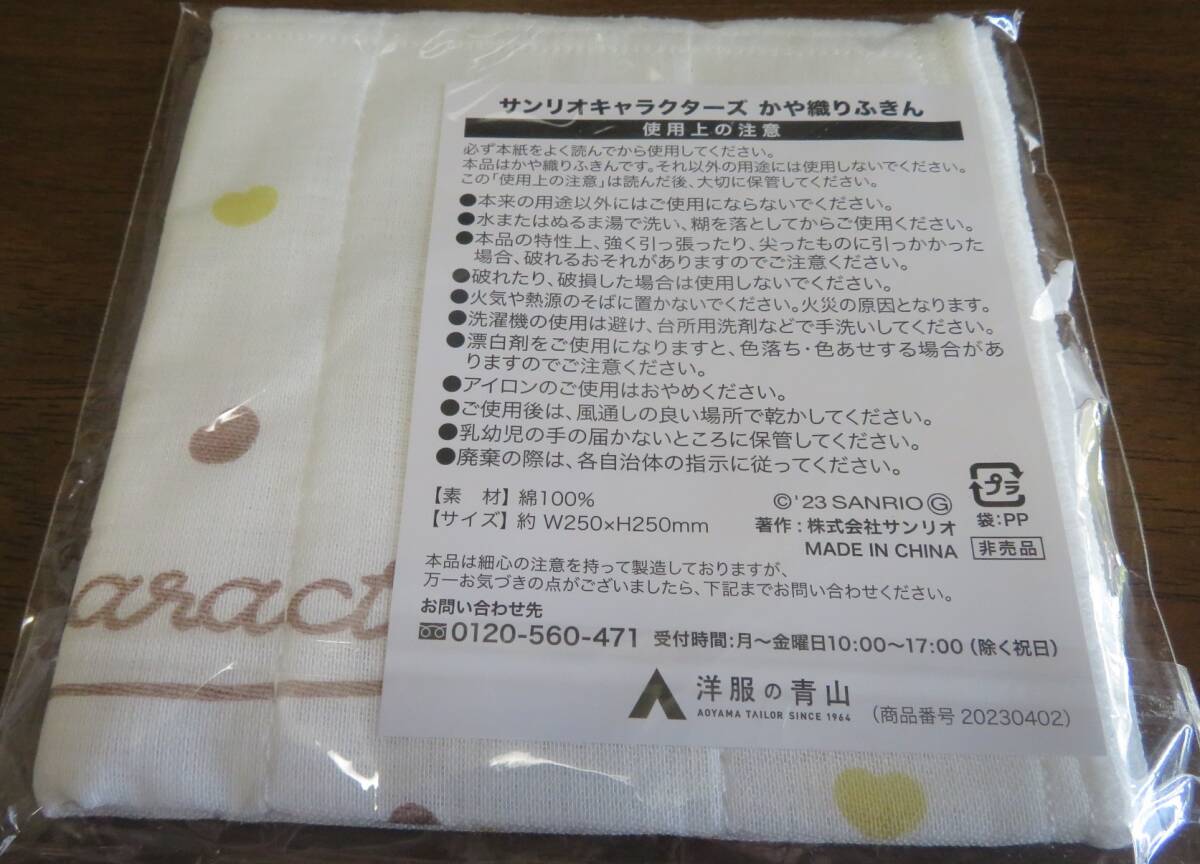 サンリオキャラクターズ かや織りふきん
使用上の注意
必ず本紙をよく読んでから使用してください。
本品はかや織りふきんです。それ以外の用途には使用しないでください。
この「使用上の注意」は読んだ後、大切に保管してください。
●本来の用途以外にはご使用にならないでください。
●水またはぬるま湯で洗い、糊を落としてからご使用ください。
●本品の特性上、強く引っ張ったり、尖ったものに引っかかった
場合、破れるおそれがありますのでご注意ください。
●破れたり、破損した場合は使用しないでください。
●火気や熱源のそばに置かないでください。火災の原因となります。
●洗濯機の使用は避け、台所用洗剤などで手洗いしてください。
●漂白剤をご使用になりますと、色落ち・色あせする場合があ
りますのでご注意ください。
●アイロンのご使用はおやめください。
●ご使用後は、風通しの良い場所で乾かしてください。
●乳幼児の手の届かないところに保管してください。
●廃棄の際は、各自治体の指示に従ってください。
【素 材】綿100%
【サイズ】約 W250×H250mm
©'23 SANRIO Ⓖ
著作：株式会社サンリオ
MADE IN CHINA
プラ
袋：PP
非売品
本品は細心の注意を持って製造しておりますが、
万一お気づきの点がございましたら、下記までお問い合わせください。
お問い合わせ先
0120-560-471 受付時間：月～金曜日10:00～17:00（除く祝日）
洋服の青山
AOYAMA TAILOR SINCE 1964
（商品番号 20230402）
aract